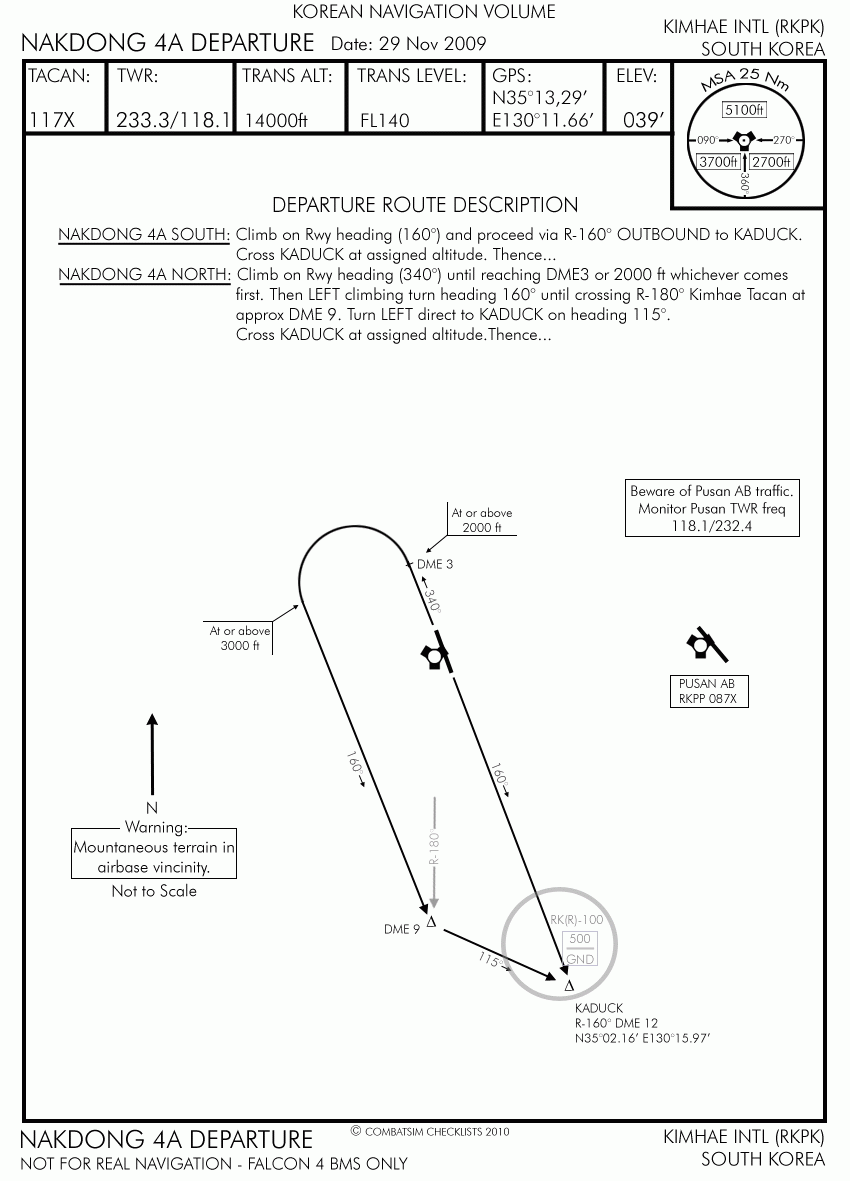 KOREAN NAVIGATION VOLUME
NAKDONG 4A DEPARTURE Date: 29 Nov 2009
KIMHAE INTL (RKPK)
SOUTH KOREA
TACAN:
117X
TWR:
233.3/118.1
TRANS ALT:
14000ft
TRANS LEVEL:
FL140
GPS:
N35°13,29’
E130°11.66’
ELEV:
039’
MSA 25 Nm
5100ft
090° 270°
3700ft 2700ft
360°
DEPARTURE ROUTE DESCRIPTION
NAKDONG 4A SOUTH: Climb on Rwy heading (160°) and proceed via R-160° OUTBOUND to KADUCK.
Cross KADUCK at assigned altitude. Thence...
NAKDONG 4A NORTH: Climb on Rwy heading (340°) until reaching DME3 or 2000 ft whichever comes
first. Then LEFT climbing turn heading 160° until crossing R-180° Kimhae Tacan at
approx DME 9. Turn LEFT direct to KADUCK on heading 115°.
Cross KADUCK at assigned altitude.Thence...
Beware of Pusan AB traffic.
Monitor Pusan TWR freq
118.1/232.4
At or above
2000 ft
DME 3
340°
At or above
3000 ft
PUSAN AB
RKPP 087X
160°
160°
N
Warning:
Mountaneous terrain in
airbase vincinity.
Not to Scale
R-180°
DME 9
115°
RK(R)-100
500
GND
KADUCK
R-160° DME 12
N35°02.16’ E130°15.97’
NAKDONG 4A DEPARTURE
NOT FOR REAL NAVIGATION - FALCON 4 BMS ONLY
© COMBATSIM CHECKLISTS 2010
KIMHAE INTL (RKPK)
SOUTH KOREA